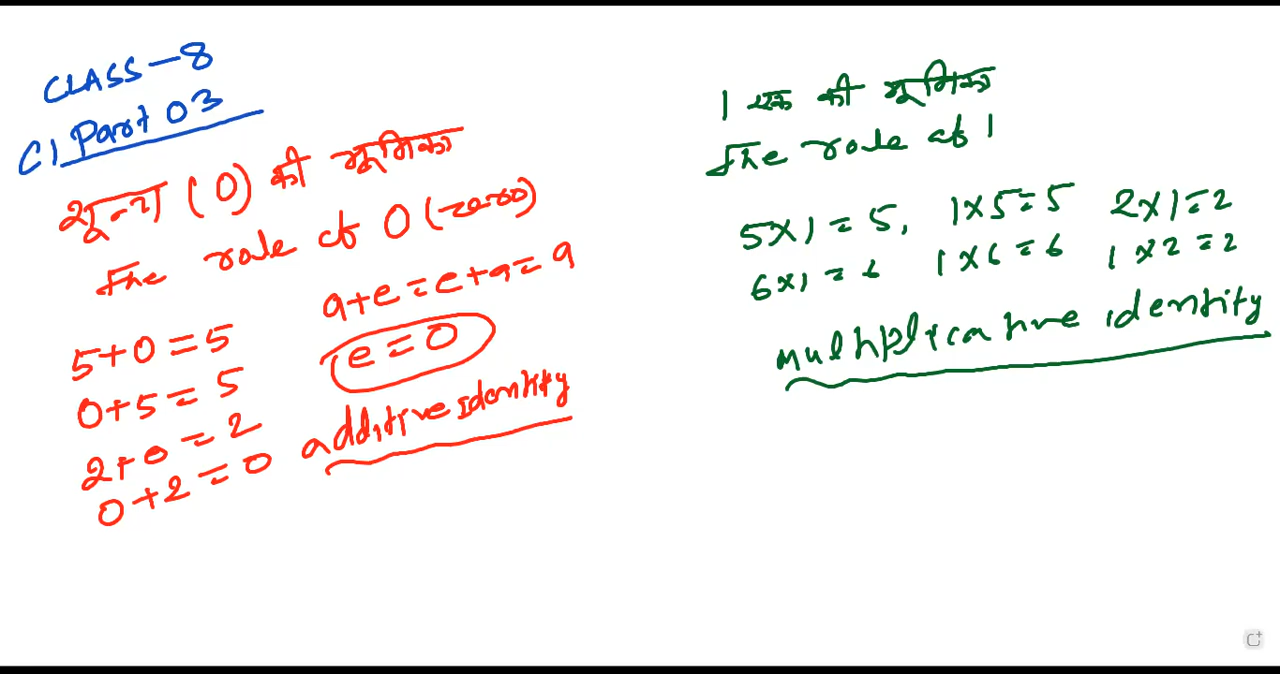 CLASS-8
C1 Part 03
शून्य (0) की भूमिका
The role of 0 (zero)
5+0=5
0+5=5
2+0=2
0+2=0
a+e=e+a=a
e=0
additive identity
1 एक की भूमिका
The role of 1
5×1=5, 1×5=5 2×1=2
6×1=6 1×6=6 1×2=2
multiplicative identity